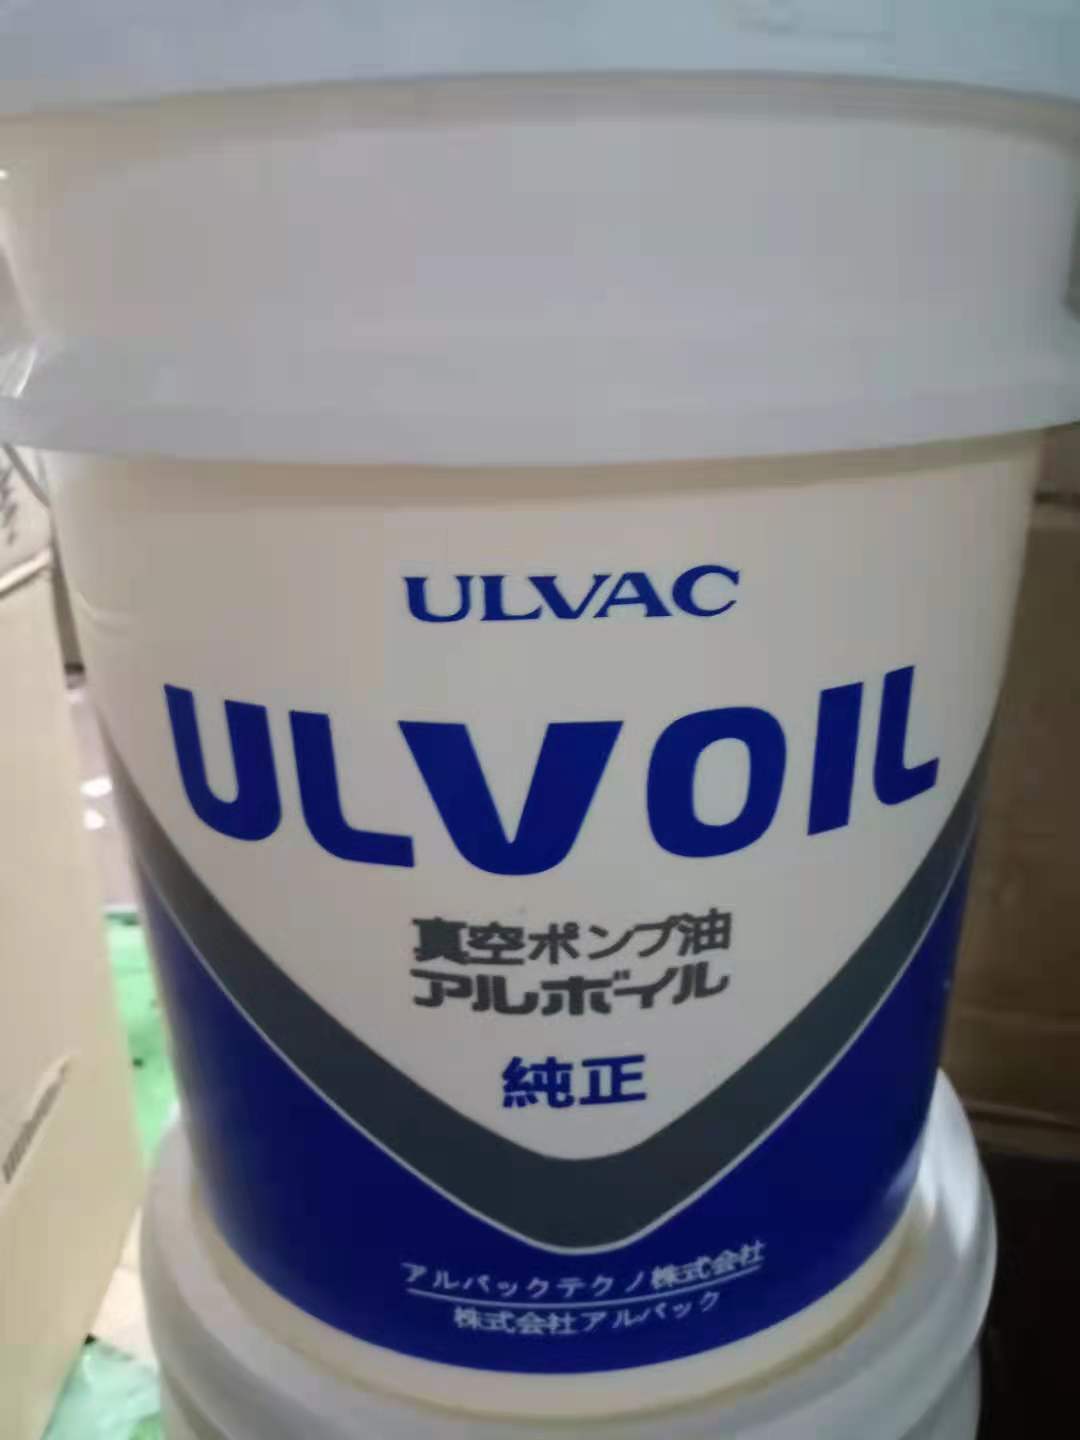 ULVAC
ULVOIL
真空ポンプ油
アルボイル
純正
アルバックテクノ株式会社
株式会社アルバック